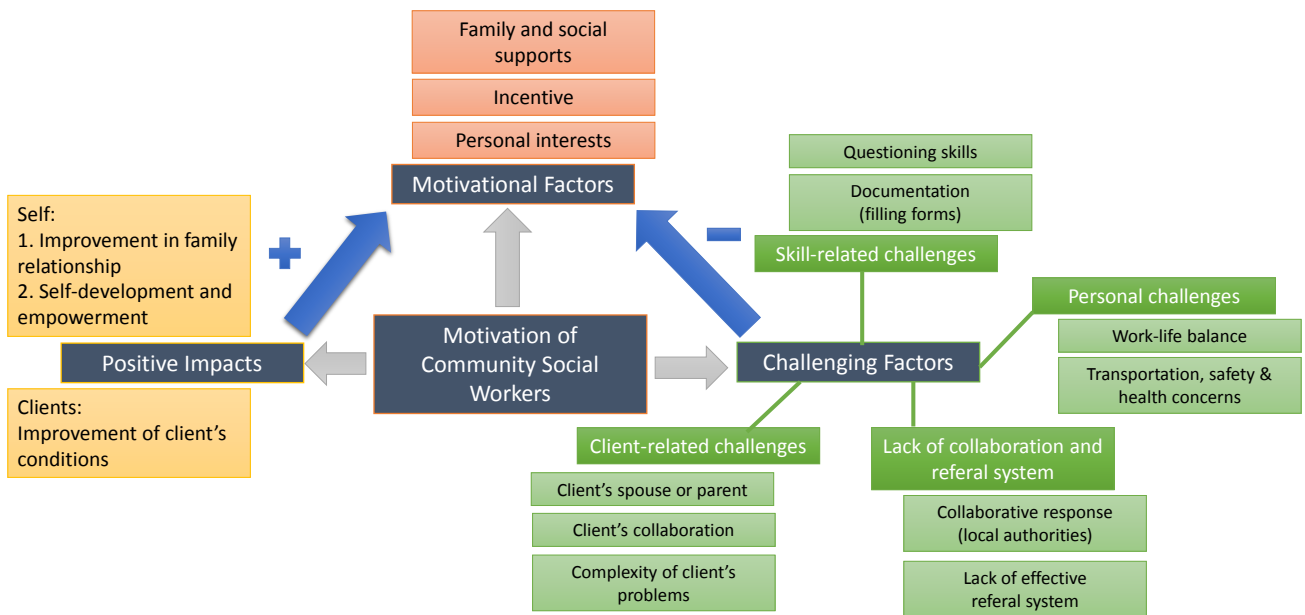 Family and social
supports
Incentive
Personal interests
Motivational Factors
Questioning skills
Documentation
(filling forms)
Skill-related challenges
Self:
1. Improvement in family
relationship
2. Self-development and
empowerment
Positive Impacts
Clients:
Improvement of client’s
conditions
Motivation of
Community Social
Workers
Challenging Factors
Personal challenges
Work-life balance
Transportation, safety &
health concerns
Client-related challenges
Client’s spouse or parent
Client’s collaboration
Complexity of client’s
problems
Lack of collaboration and
referal system
Collaborative response
(local authorities)
Lack of effective
referal system